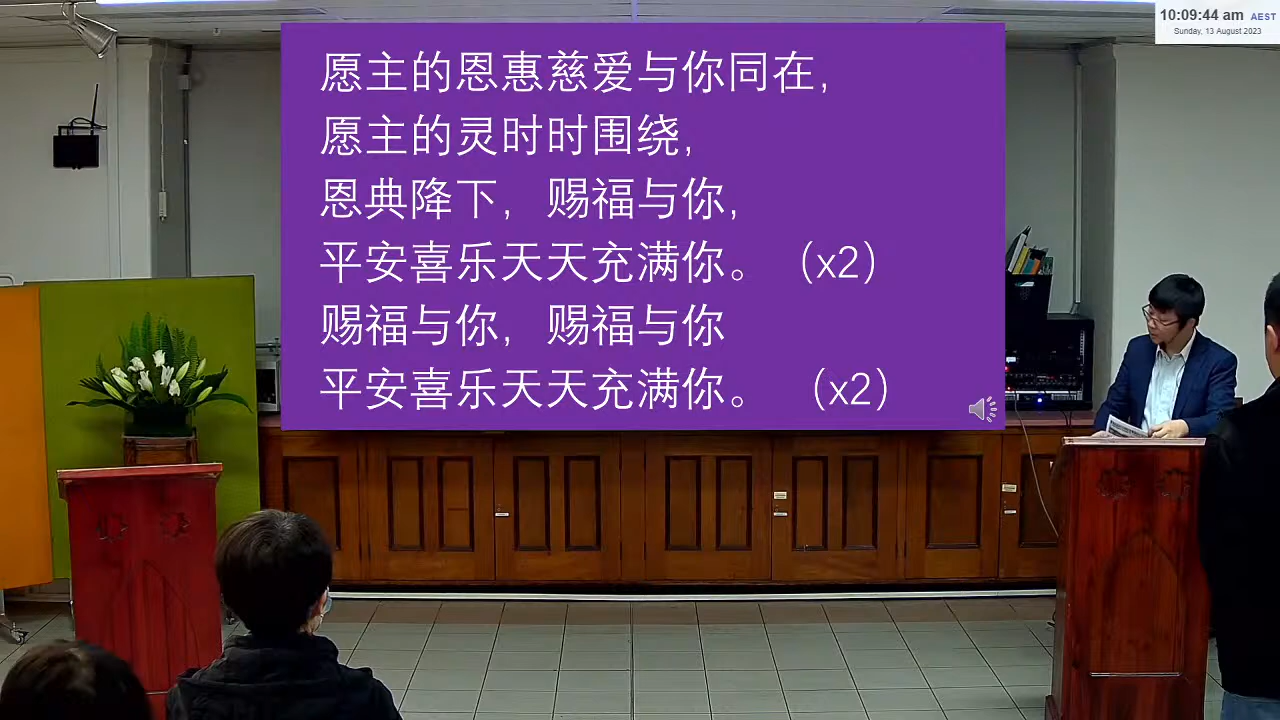 10:09:44 am AEST
Sunday, 13 August 2023
愿主的恩惠慈爱与你同在,
愿主的灵时时围绕,
恩典降下, 赐福与你,
平安喜乐天天充满你。（x2）
赐福与你, 赐福与你
平安喜乐天天充满你。（x2）